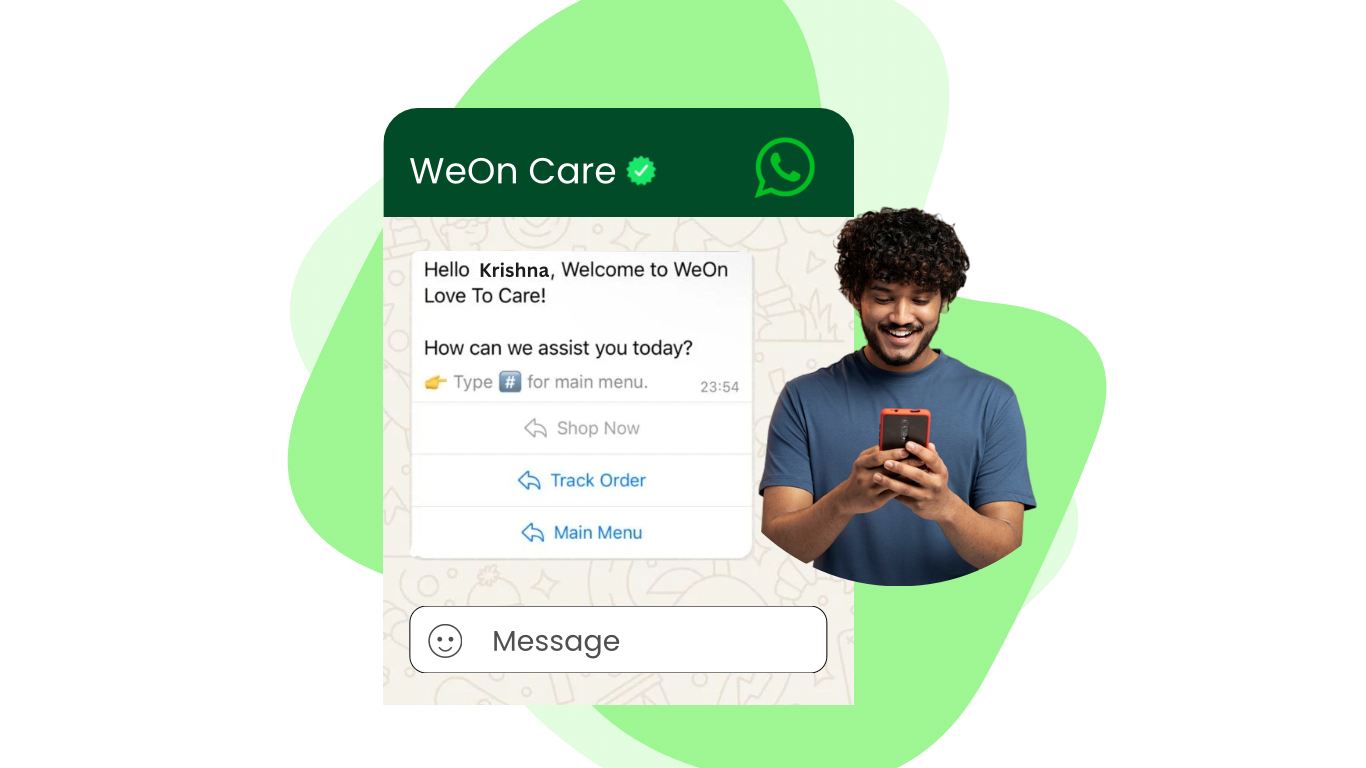 WeOn Care
Hello Krishna, Welcome to WeOn
Love To Care!
How can we assist you today?
👉 Type #️⃣ for main menu.
23:54
Shop Now
Track Order
Main Menu
Message